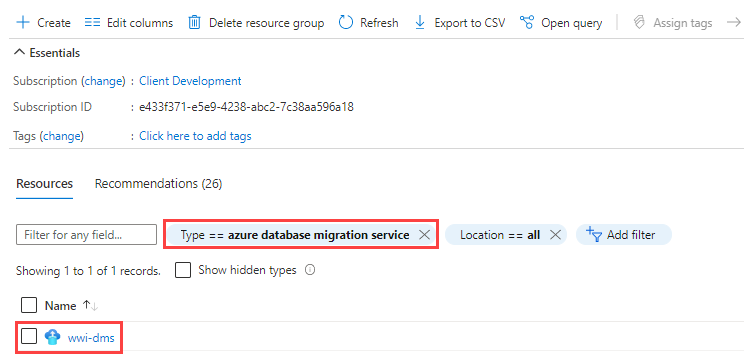 Create Edit columns Delete resource group Refresh Export to CSV Open query Assign tags
Essentials
Subscription (change) : Client Development
Subscription ID : e433f371-e5e9-4238-abc2-7c38aa596a18
Tags (change) : Click here to add tags
Resources Recommendations (26)
Filter for any field... Type == azure database migration service Location == all Add filter
Showing 1 to 1 of 1 records. Show hidden types
Name
wwi-dms